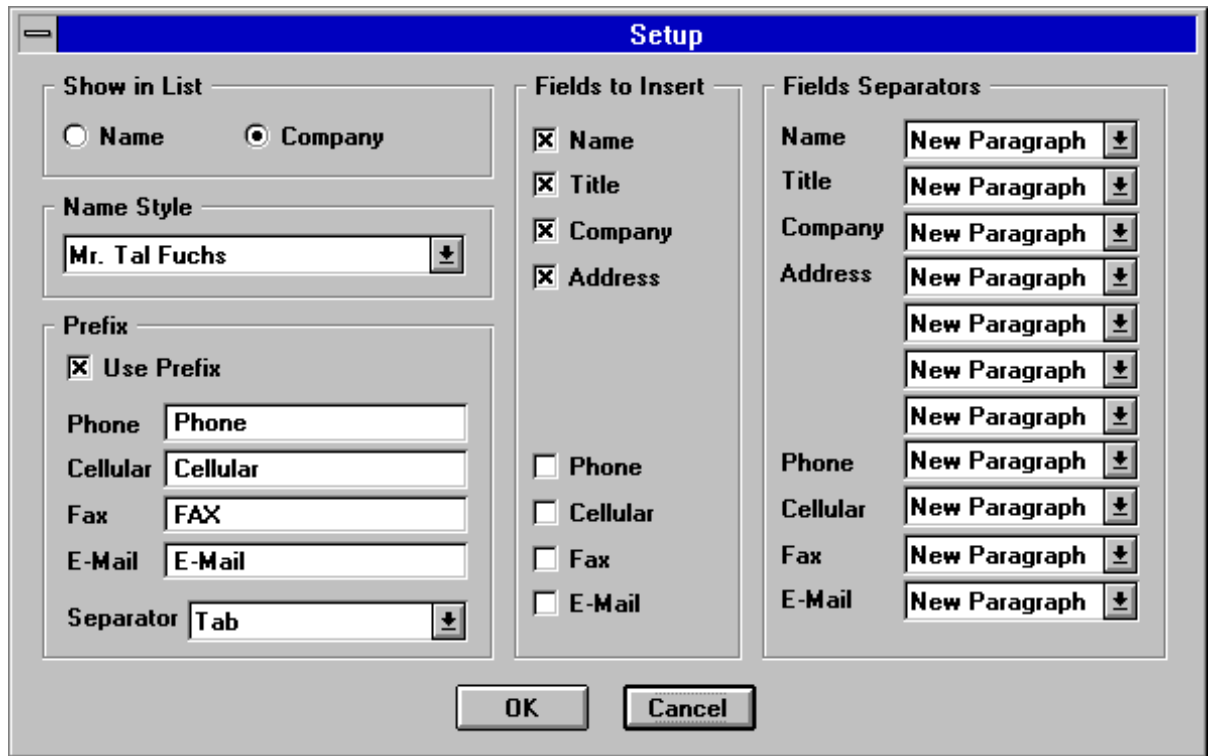 Setup
Show in List
Name Company
Name Style
Mr. Tal Fuchs
Prefix
Use Prefix
Phone Phone
Cellular Cellular
Fax FAX
E-Mail E-Mail
Separator Tab
Fields to Insert
Name
Title
Company
Address
Phone
Cellular
Fax
E-Mail
Fields Separators
Name New Paragraph
Title New Paragraph
Company New Paragraph
Address New Paragraph
New Paragraph
New Paragraph
New Paragraph
Phone New Paragraph
Cellular New Paragraph
Fax New Paragraph
E-Mail New Paragraph
OK Cancel